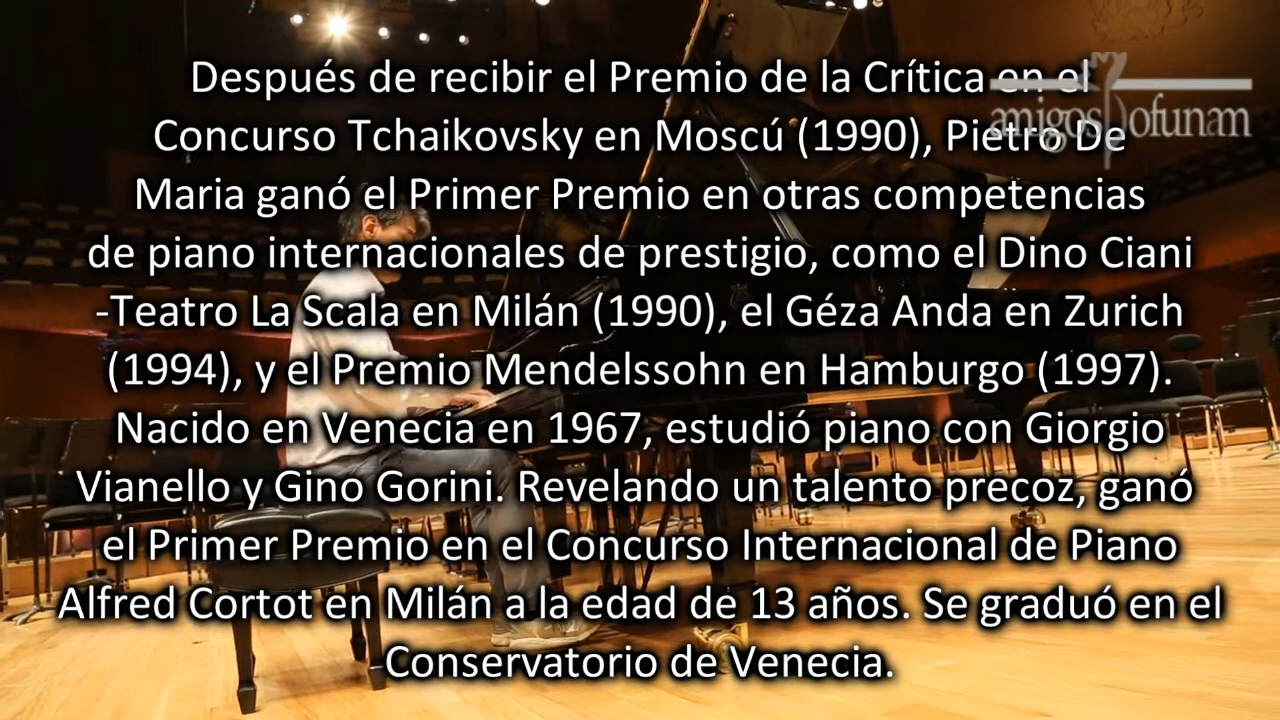 Después de recibir el Premio de la Crítica en el
Concurso Tchaikovsky en Moscú (1990), Pietro De
Maria ganó el Primer Premio en otras competencias
de piano internacionales de prestigio, como el Dino Ciani
-Teatro La Scala en Milán (1990), el Géza Anda en Zurich
(1994), y el Premio Mendelssohn en Hamburgo (1997).
Nacido en Venecia en 1967, estudió piano con Giorgio
Vianello y Gino Gorini. Revelando un talento precoz, ganó
el Primer Premio en el Concurso Internacional de Piano
Alfred Cortot en Milán a la edad de 13 años. Se graduó en el
Conservatorio de Venecia.
amigos ofunam